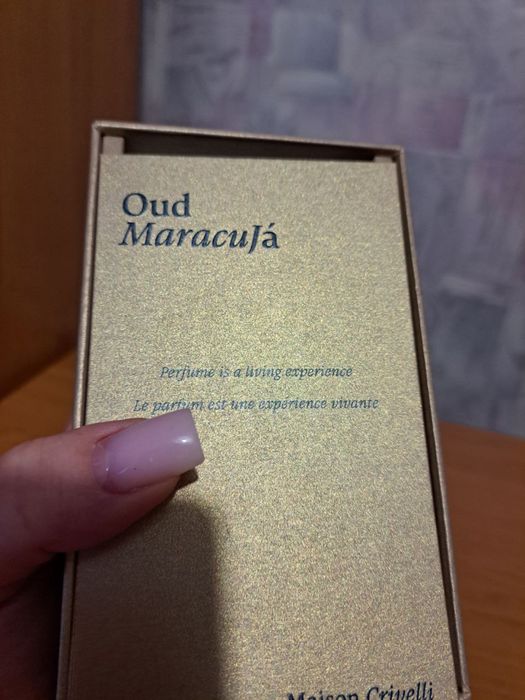 Oud
MaracuJá
Perfume is a living experience
Le parfum est une expérience vivante
Maison Crivelli